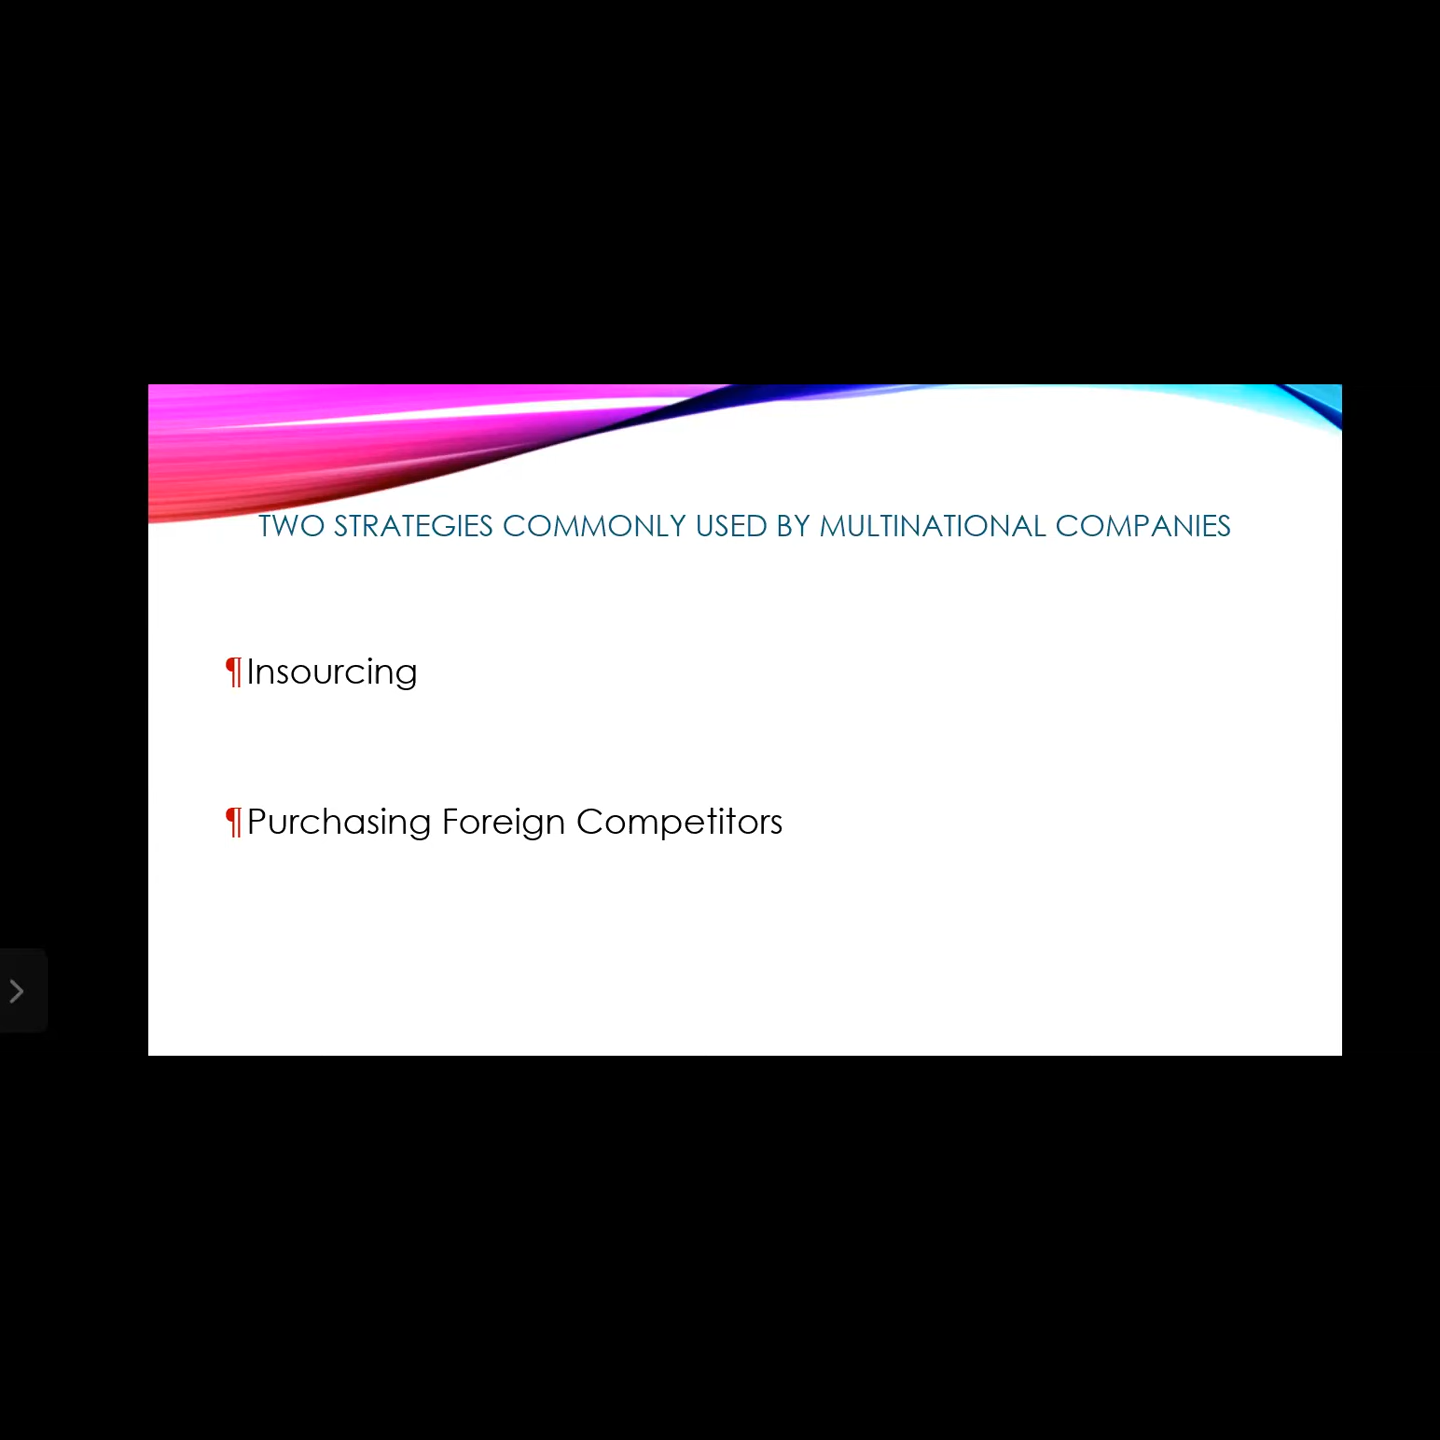 TWO STRATEGIES COMMONLY USED BY MULTINATIONAL COMPANIES
¶Insourcing
¶Purchasing Foreign Competitors